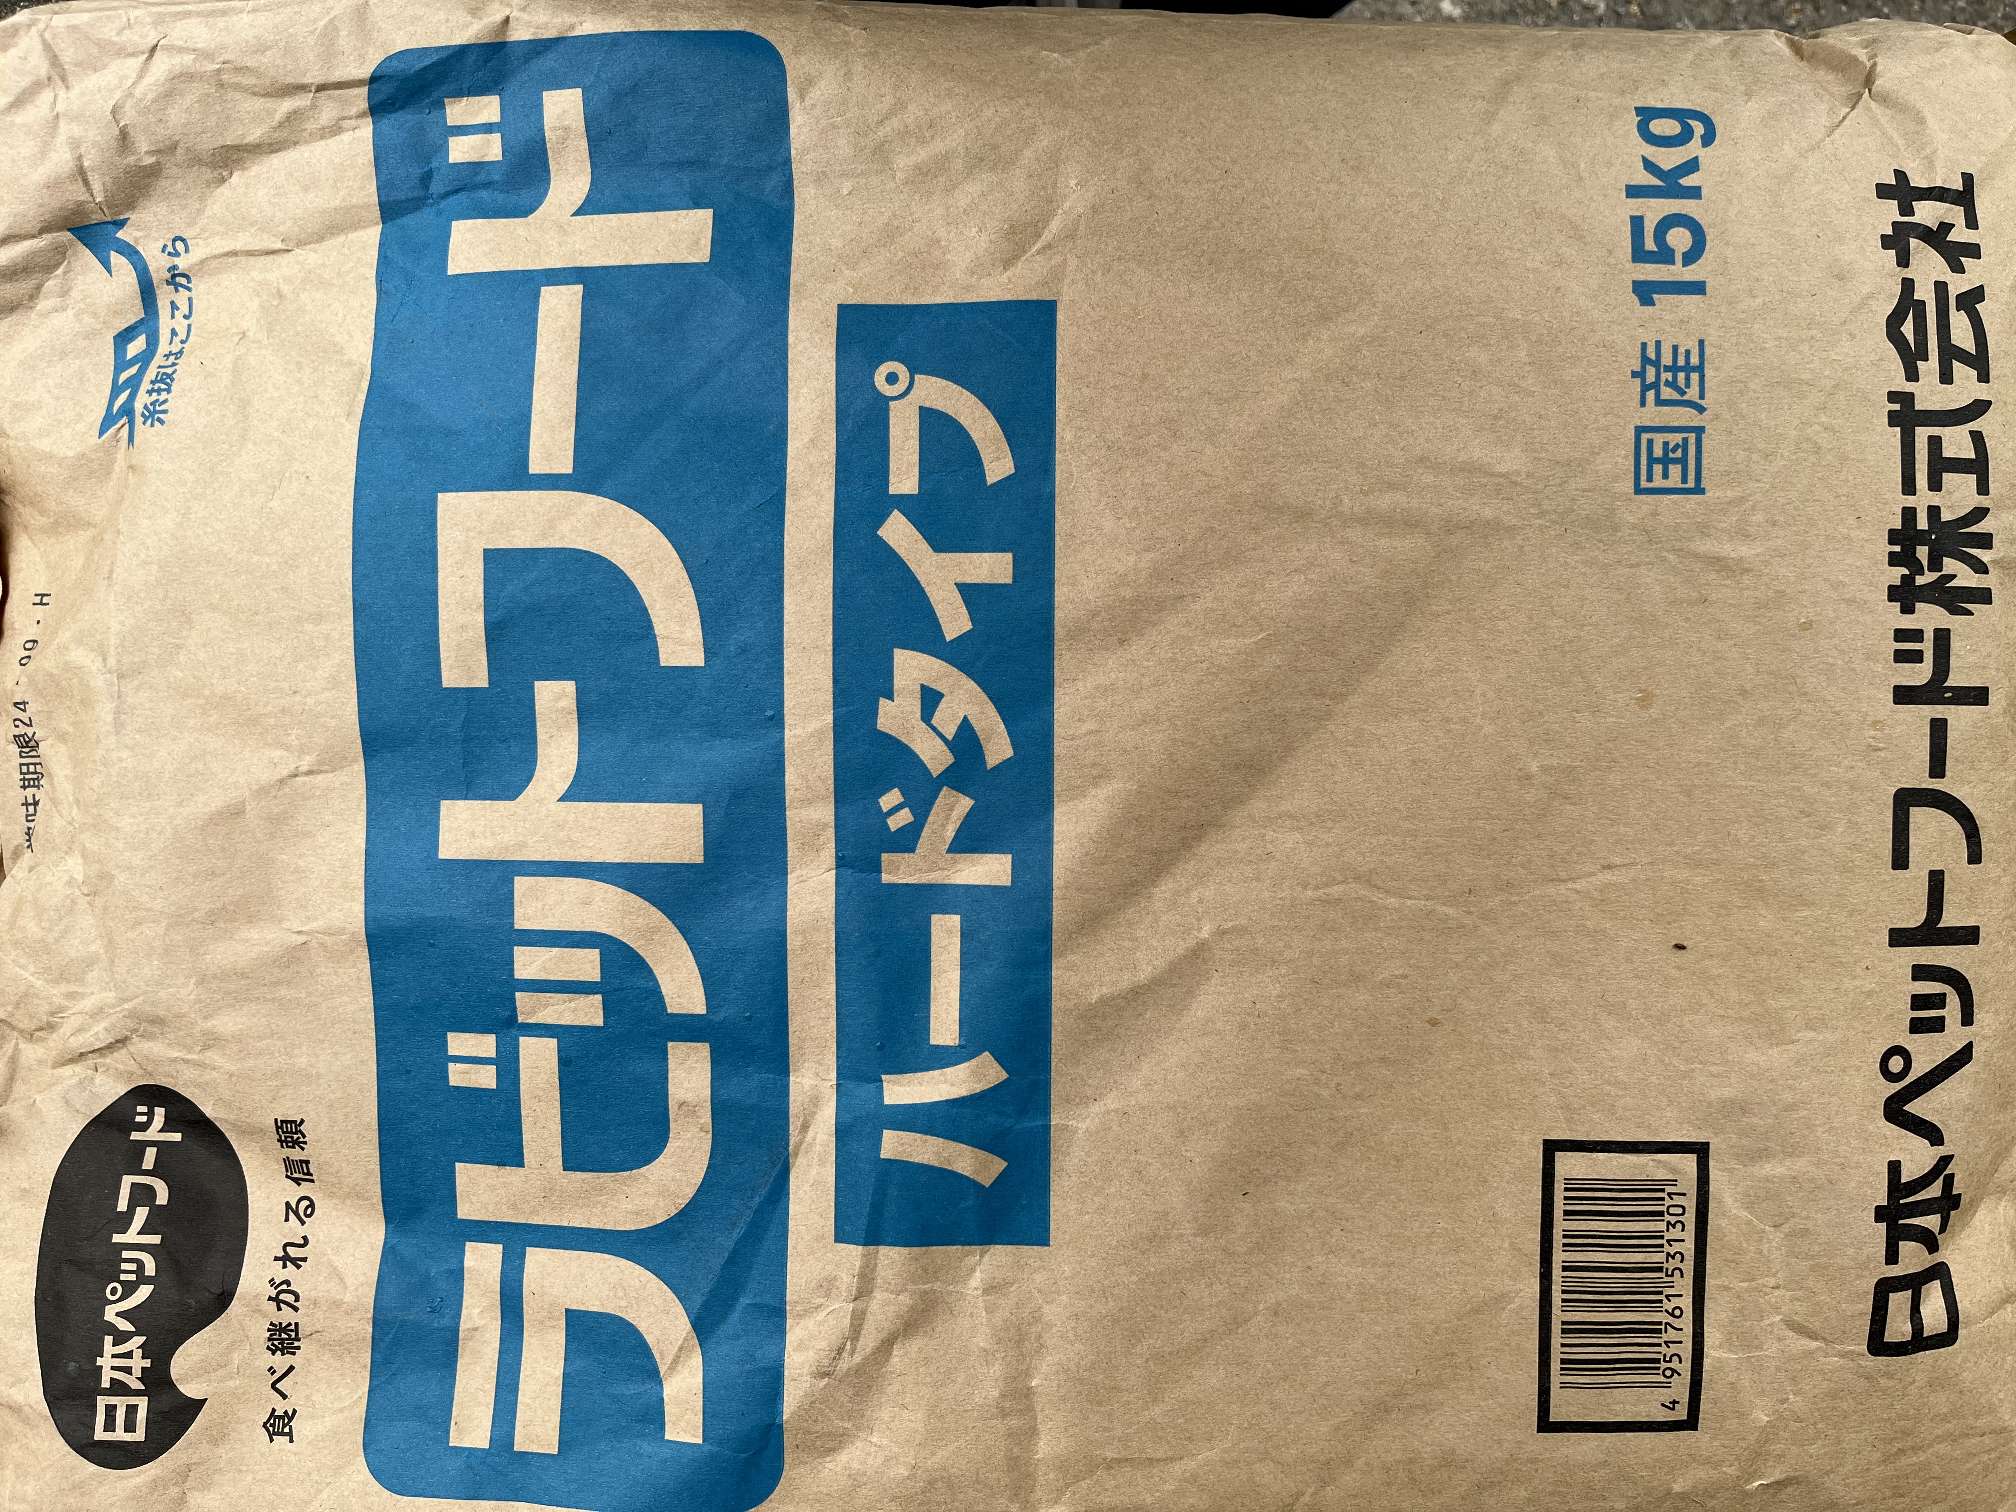 賞味期限24.09.H
糸抜はここから
日本ペットフード
食べ継がれる信頼
ラビットフード
ハードタイプ
国産 15kg
4 951761 531301
日本ペットフード株式会社